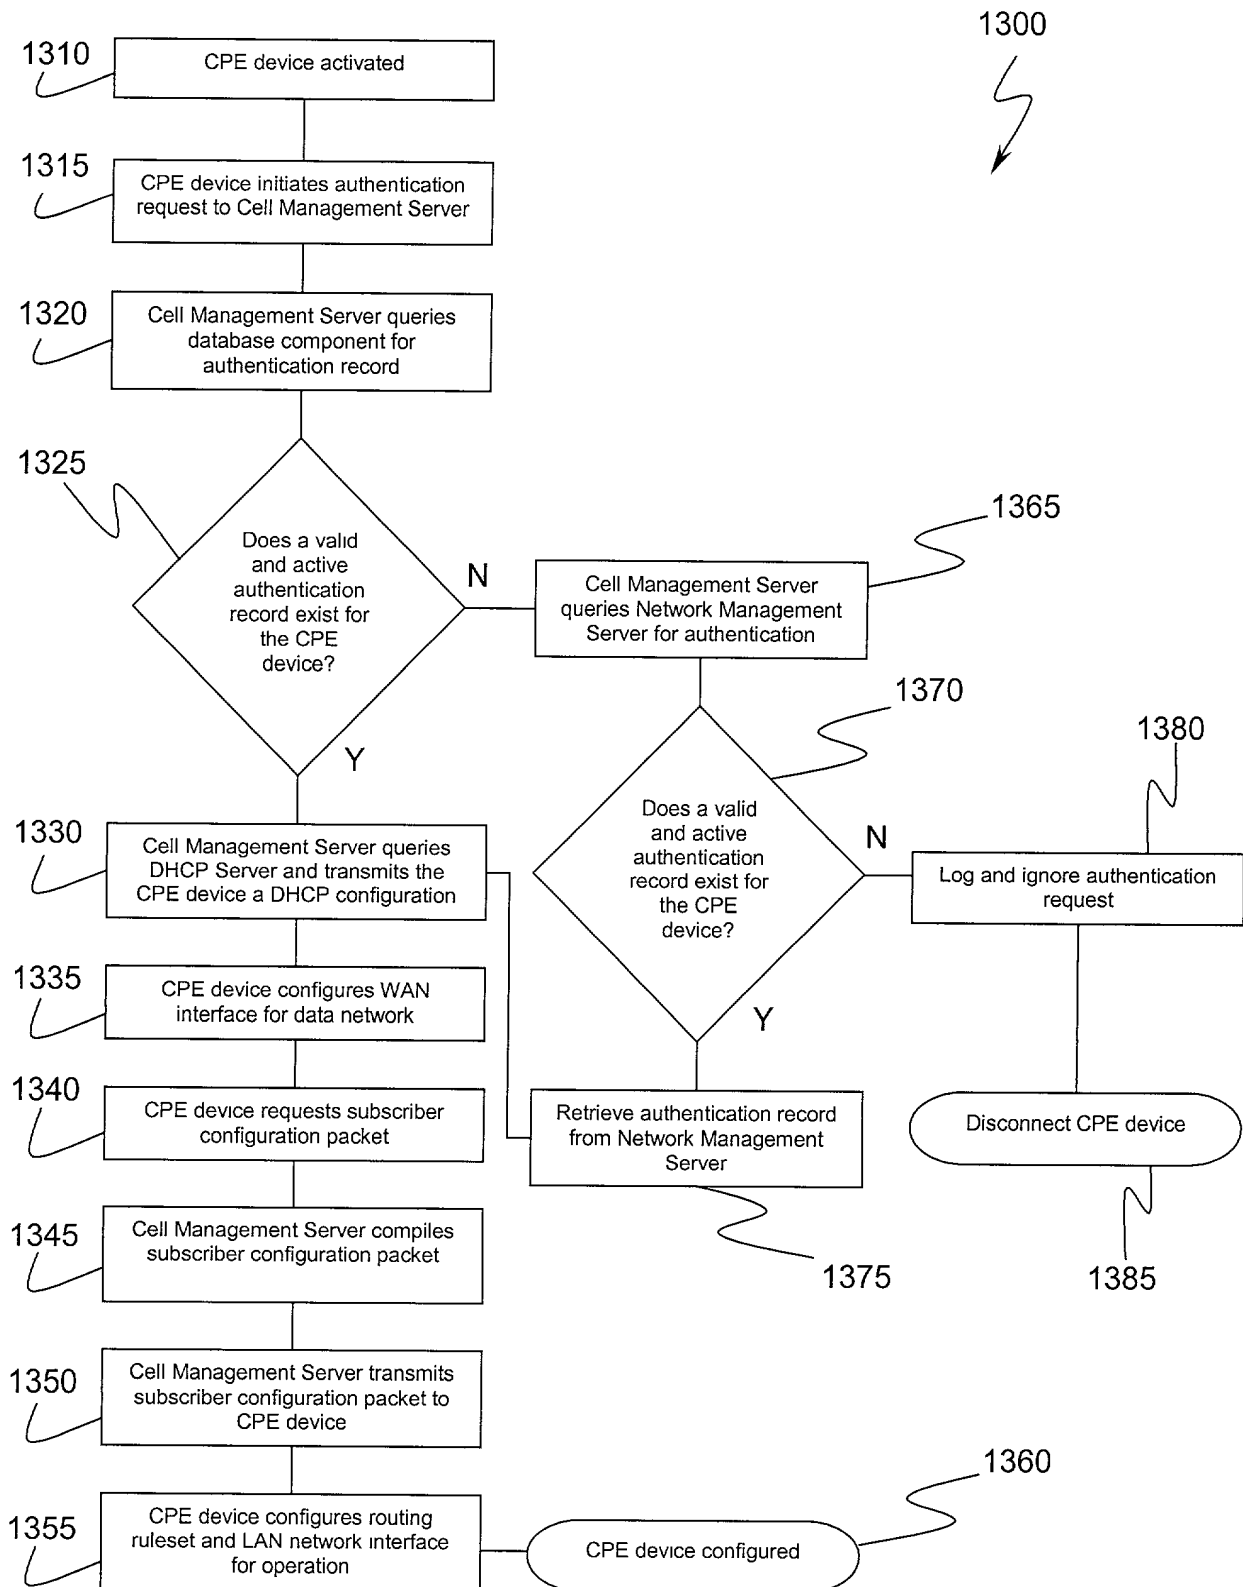 1300
1310
CPE device activated
1315
CPE device initiates authentication
request to Cell Management Server
1320
Cell Management Server queries
database component for
authentication record
1325
Does a valid
and active
authentication
record exist for
the CPE
device?
N
Y
1365
Cell Management Server
queries Network Management
Server for authentication
1370
Does a valid
and active
authentication
record exist for
the CPE
device?
N
Y
1380
Log and ignore authentication
request
1330
Cell Management Server queries
DHCP Server and transmits the
CPE device a DHCP configuration
1335
CPE device configures WAN
interface for data network
1340
CPE device requests subscriber
configuration packet
Retrieve authentication record
from Network Management
Server
1375
Disconnect CPE device
1385
1345
Cell Management Server compiles
subscriber configuration packet
1350
Cell Management Server transmits
subscriber configuration packet to
CPE device
1355
CPE device configures routing
ruleset and LAN network interface
for operation
1360
CPE device configured